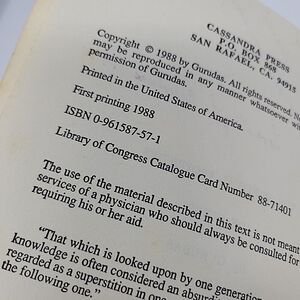 CASSANDRA PRESS
P.O. BOX 868
SAN RAFAEL, CA. 94915
Copyright © 1988 by Gurudas. All rights reserved. No
may be reproduced in any manner whatsoever
permission of Gurudas.
Printed in the United States of America.
First printing 1988
ISBN 0-961587-57-1
Library of Congress Catalogue Card Number 88-71401
The use of the material described in this text is not meant
services of a physician who should always be consulted for
requiring his or her aid.
"That which is looked upon by one generation
knowledge is often considered an absurdity
regarded as a superstition in one
the following one."